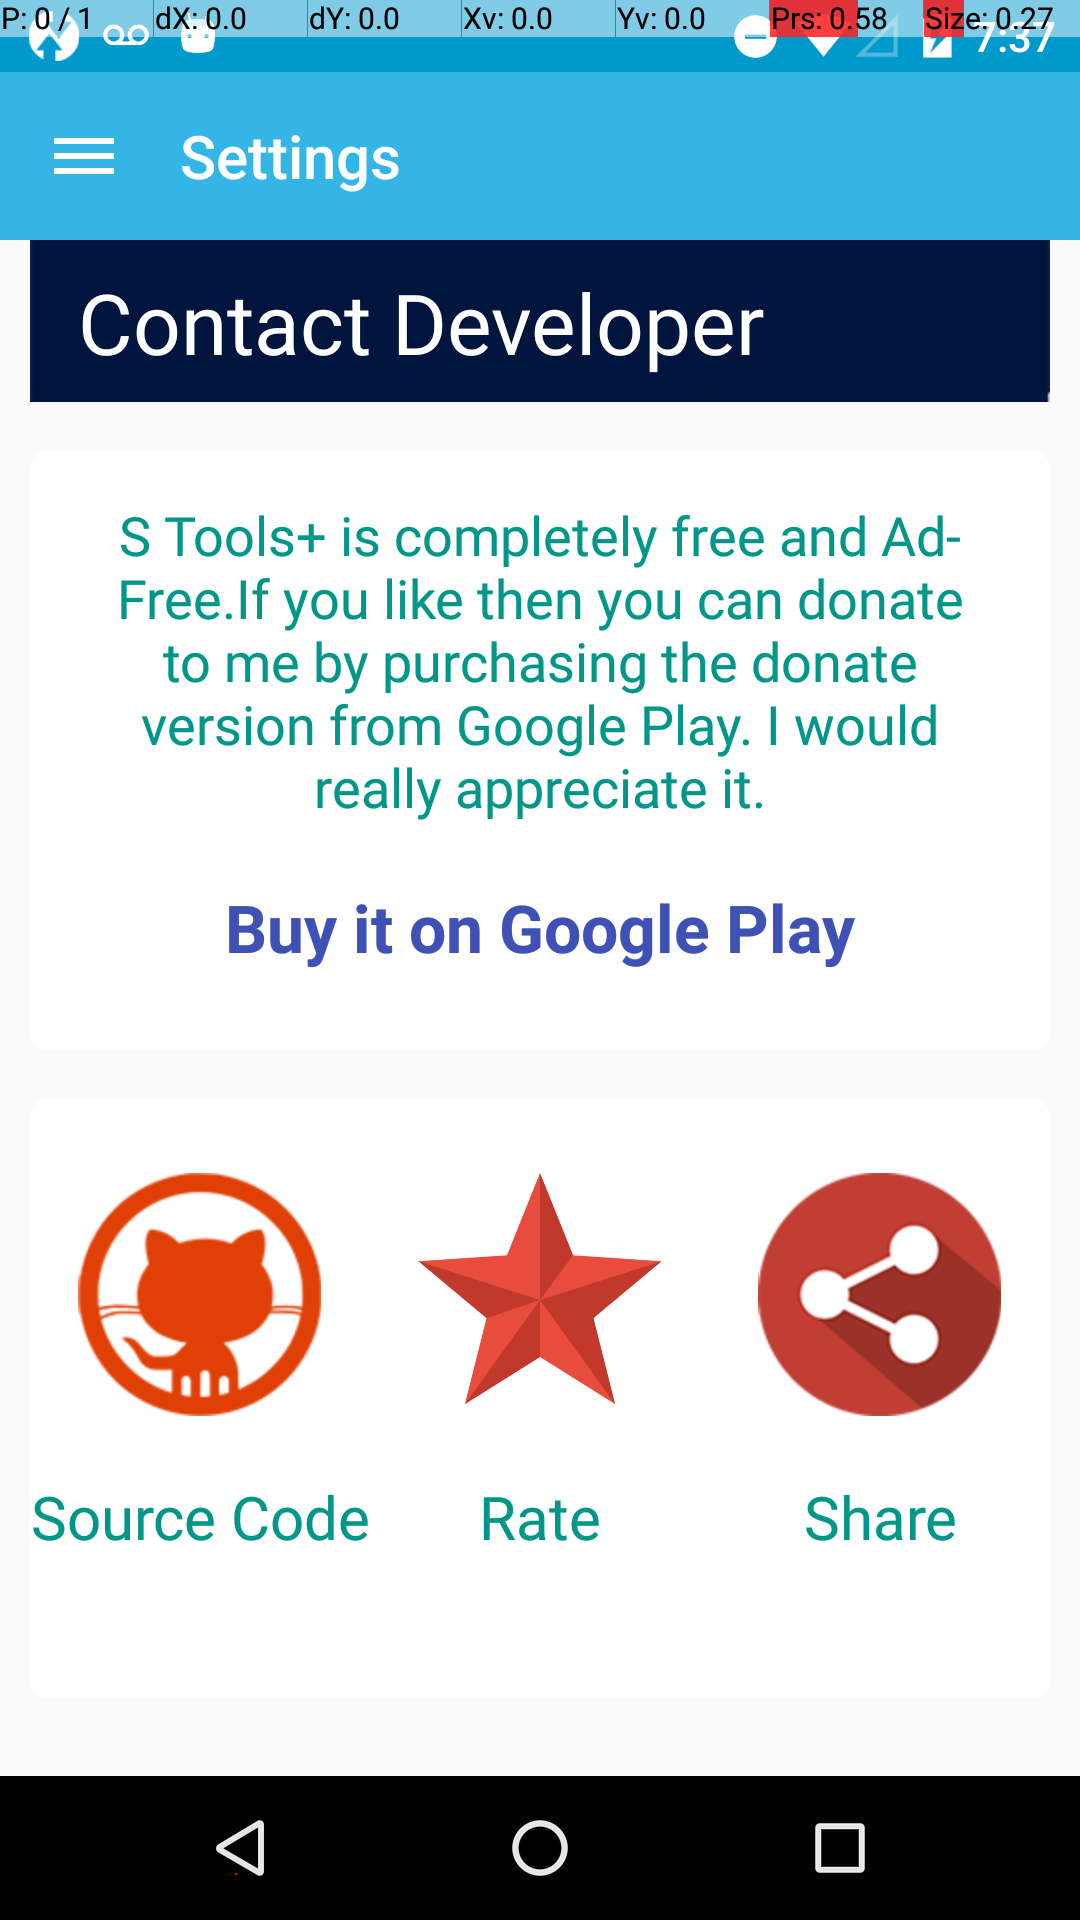 P: 0 / 1 dX: 0.0 dY: 0.0 Xv: 0.0 Yv: 0.0 Prs: 0.58 Size: 0.27
7:37
Settings
Contact Developer
S Tools+ is completely free and Ad-
Free.If you like then you can donate
to me by purchasing the donate
version from Google Play. I would
really appreciate it.
Buy it on Google Play
Source Code Rate Share